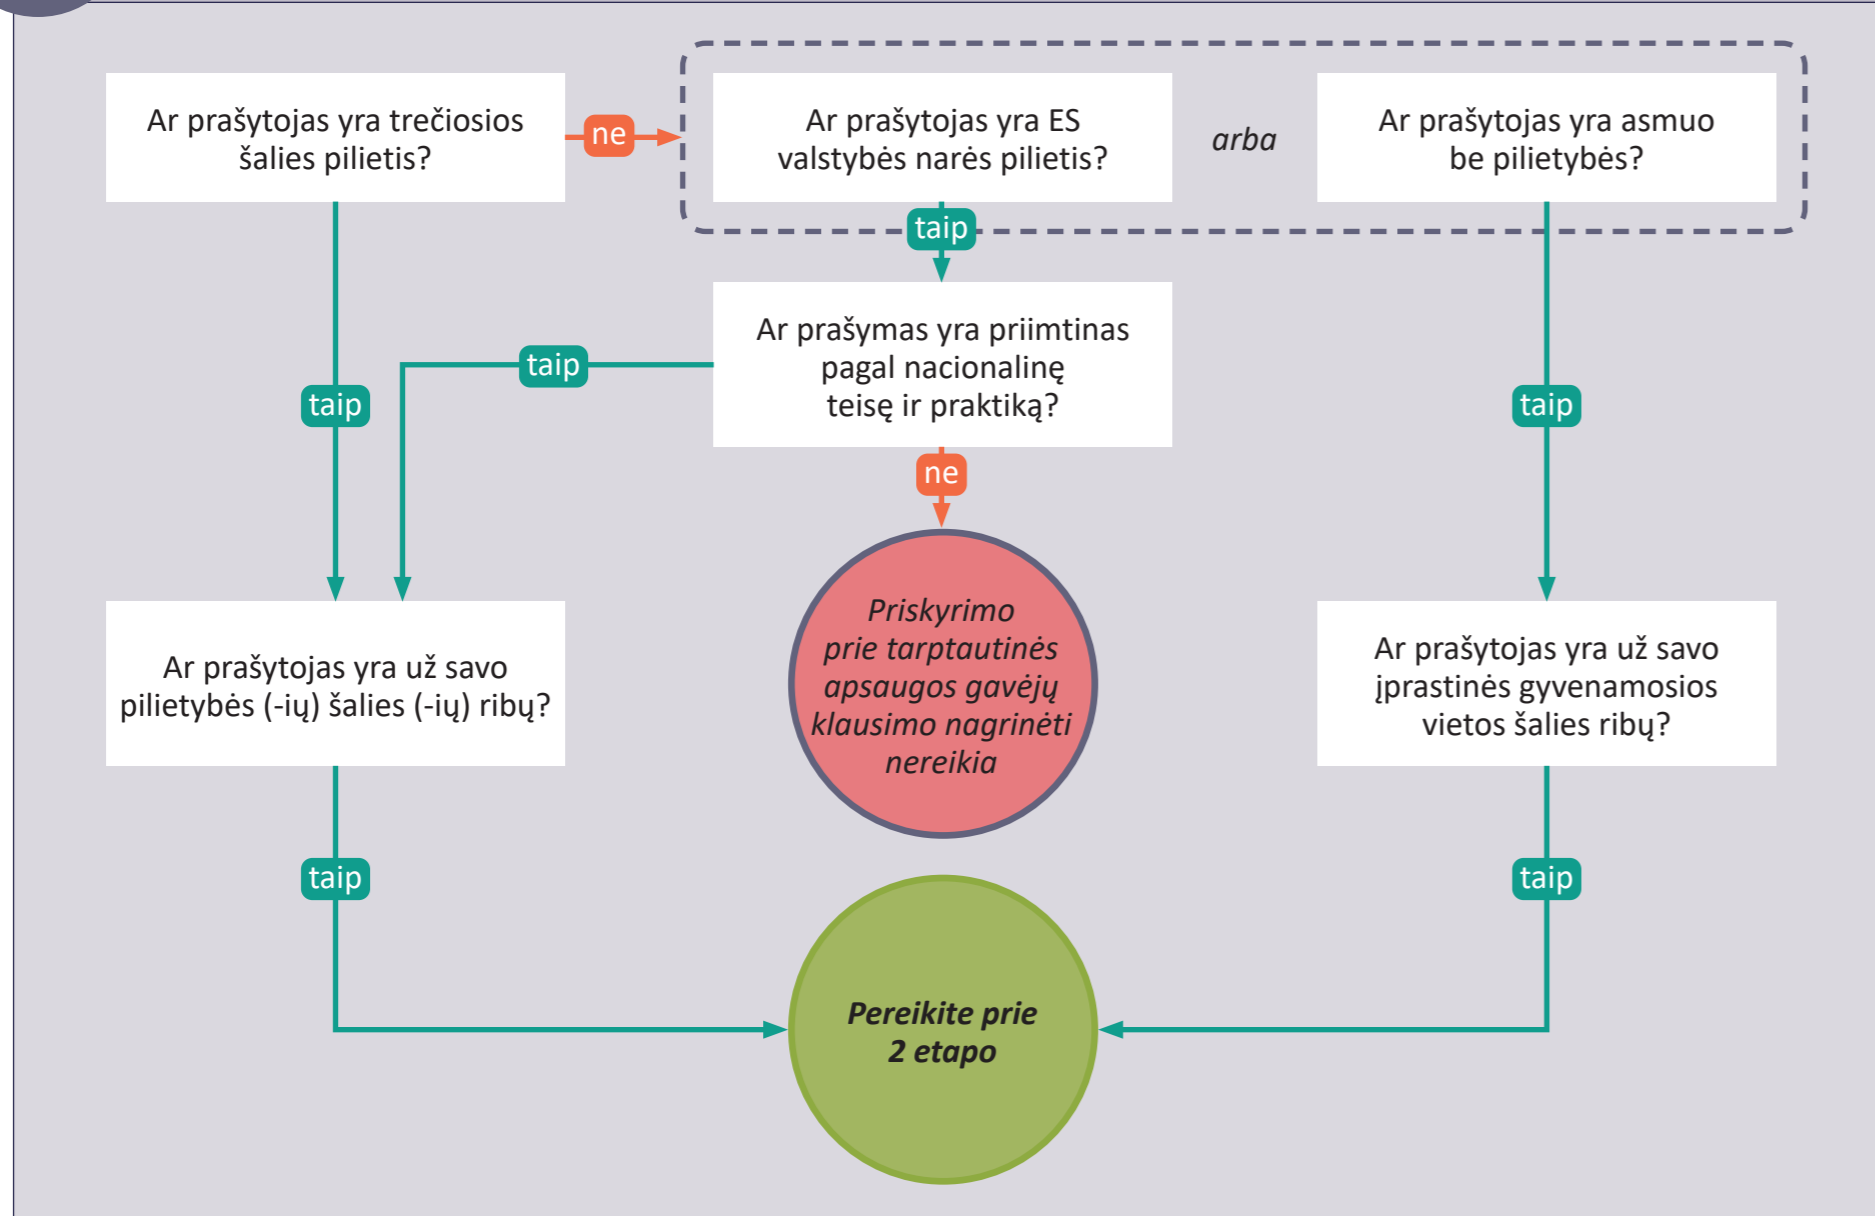 Ar prašytojas yra trečiosios
šalies pilietis?
ne
Ar prašytojas yra ES
valstybės narės pilietis?
arba
Ar prašytojas yra asmuo
be pilietybės?
taip
Ar prašymas yra priimtinas
pagal nacionalinę
teisę ir praktiką?
taip
taip
taip
ne
Ar prašytojas yra už savo
pilietybės (-ių) šalies (-ių) ribų?
Priskyrimo
prie tarptautinės
apsaugos gavėjų
klausimo nagrinėti
nereikia
Ar prašytojas yra už savo
įprastinės gyvenamosios
vietos šalies ribų?
taip
taip
Pereikite prie
2 etapo